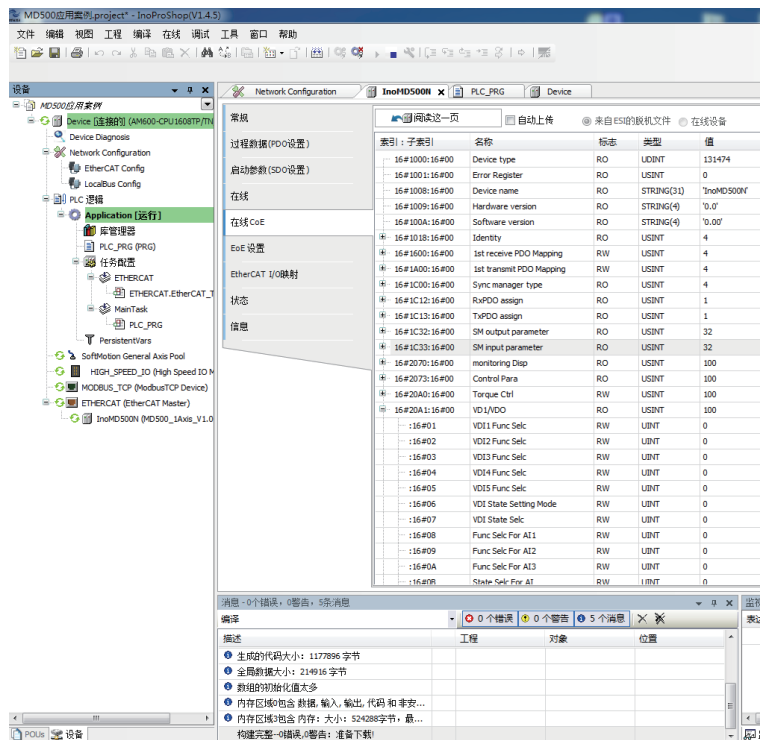 MD500应用案例.project* - InoProShop(V1.4.5)
文件 编辑 视图 工程 编译 在线 调试 工具 窗口 帮助
设备
MD500应用案例
Device [连接的] (AM600-CPU1608TP/TN
Device Diagnosis
Network Configuration
EtherCAT Config
LocalBus Config
PLC 逻辑
Application [运行]
库管理器
PLC_PRG (PRG)
任务配置
ETHERCAT
ETHERCAT.EtherCAT_T
MainTask
PLC_PRG
PersistentVars
SoftMotion General Axis Pool
HIGH_SPEED_IO (High Speed IO M
MODBUS_TCP (ModbusTCP Device)
ETHERCAT (EtherCAT Master)
InoMD500N (MD500_1Axis_V1.0
POUs 设备
Network Configuration InoMD500N PLC_PRG Device
常规
过程数据(PDO设置)
启动参数(SDO设置)
在线
在线CoE
EoE 设置
EtherCAT I/O映射
状态
信息
阅读这一页 自动上传 来自ESI的脱机文件 在线设备
索引：子索引 名称 标志 类型 值
16#1000:16#00 Device type RO UDINT 131474
16#1001:16#00 Error Register RO USINT 0
16#1008:16#00 Device name RO STRING(31) 'InoMD500N'
16#1009:16#00 Hardware version RO STRING(4) '0.0'
16#100A:16#00 Software version RO STRING(4) '0.00'
16#1018:16#00 Identity RO USINT 4
16#1600:16#00 1st receive PDO Mapping RW USINT 4
16#1A00:16#00 1st transmit PDO Mapping RW USINT 4
16#1C00:16#00 Sync manager type RO USINT 4
16#1C12:16#00 RxPDO assign RO USINT 1
16#1C13:16#00 TxPDO assign RO USINT 1
16#1C32:16#00 SM output parameter RO USINT 32
16#1C33:16#00 SM input parameter RO USINT 32
16#2070:16#00 monitoring Disp RO USINT 100
16#2073:16#00 Control Para RO USINT 100
16#20A0:16#00 Torque Ctrl RO USINT 100
16#20A1:16#00 VD1/VDO RO USINT 100
:16#01 VDI1 Func Selc RW UINT 0
:16#02 VDI2 Func Selc RW UINT 0
:16#03 VDI3 Func Selc RW UINT 0
:16#04 VDI4 Func Selc RW UINT 0
:16#05 VDI5 Func Selc RW UINT 0
:16#06 VDI State Setting Mode RW UINT 0
:16#07 VDI State Selc RW UINT 0
:16#08 Func Selc For AI1 RW UINT 0
:16#09 Func Selc For AI2 RW UINT 0
:16#0A Func Selc For AI3 RW UINT 0
:16#0B State Selc For AI RW UINT 0
消息 - 0个错误，0警告，5条消息
编译 0 个错误 0 个警告 5 个消息
描述 工程 对象 位置
生成的代码大小：1177896 字节
全局数据大小：214916 字节
数组的初始化值太多
内存区域0包含 数据, 输入, 输出, 代码 和 非安...
内存区域3包含 内存：大小：524288字节，最...
构建完整--0错误,0警告：准备下载!